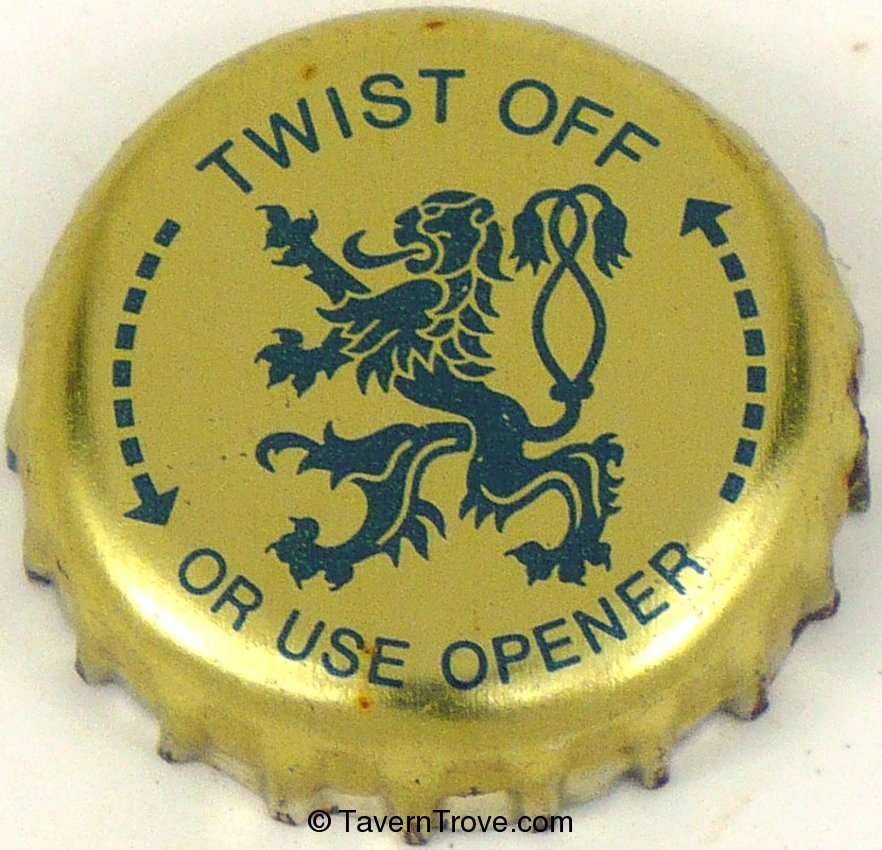 TWIST OFF
OR USE OPENER
© TavernTrove.com